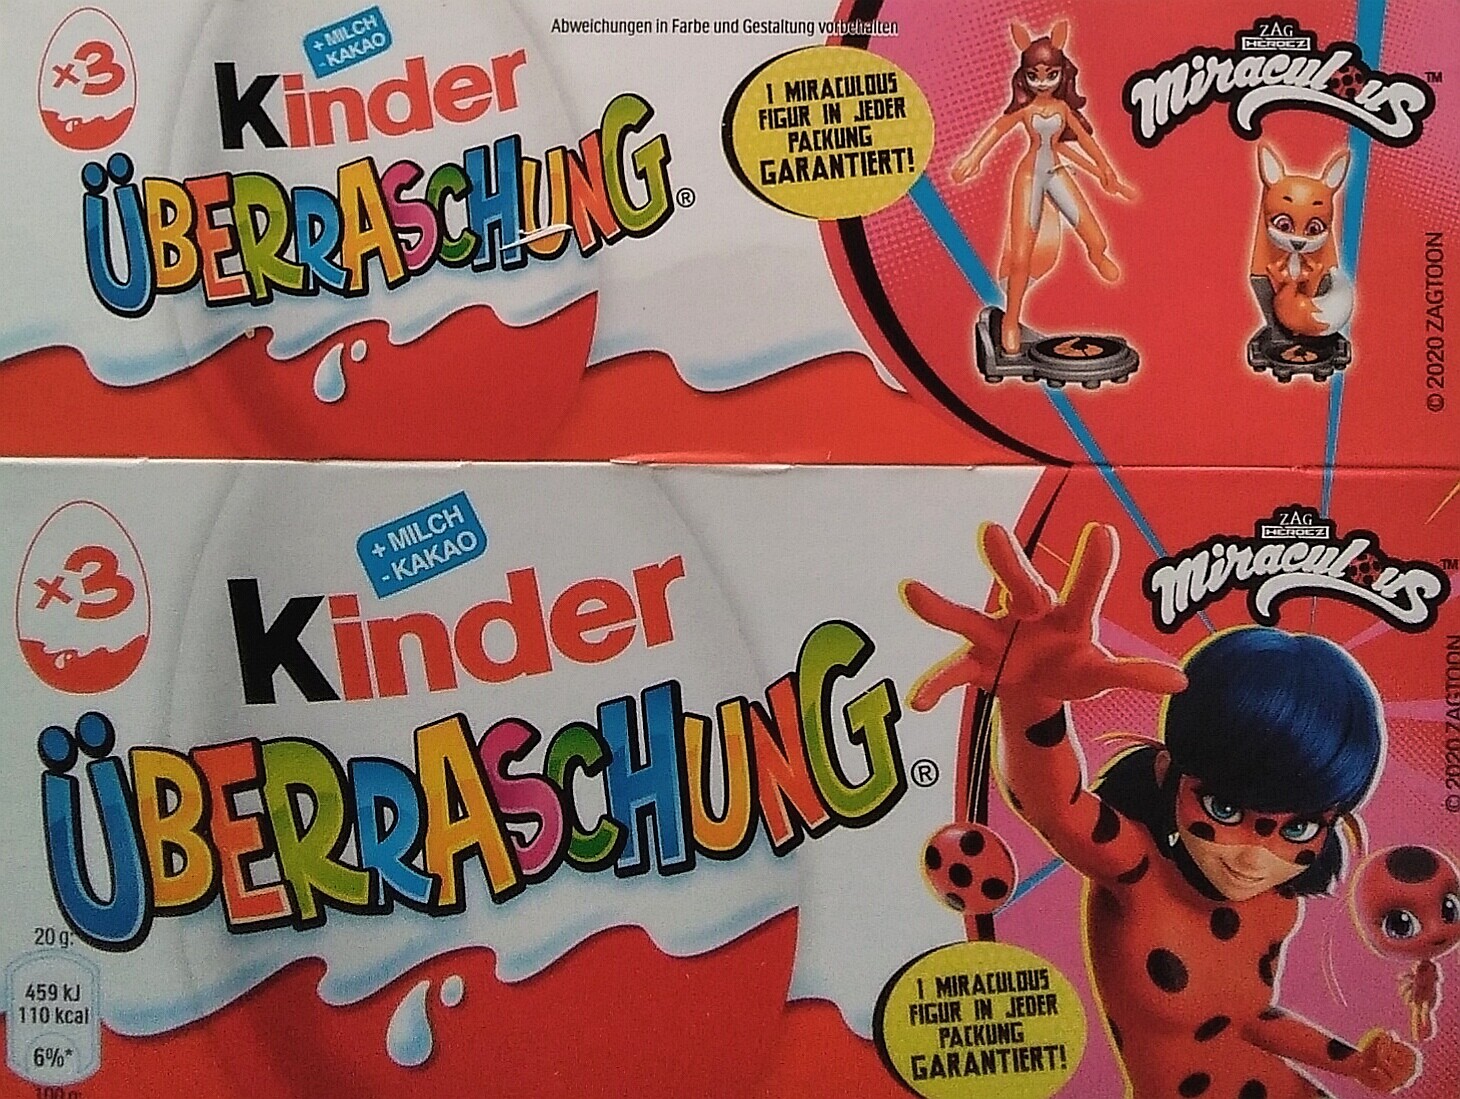 Abweichungen in Farbe und Gestaltung vorbehalten
x3
+ MILCH
- KAKAO
kinder
ÜBERRASCHUNG®
1 MIRACULOUS
FIGUR IN JEDER
PACKUNG
GARANTIERT!
ZAG
HEROEZ
Miraculous™
© 2020 ZAGTOON
x3
+ MILCH
- KAKAO
kinder
ÜBERRASCHUNG®
ZAG
HEROEZ
Miraculous™
© 2020 ZAGTOON
20 g:
459 kJ
110 kcal
6%*
100 g:
1 MIRACULOUS
FIGUR IN JEDER
PACKUNG
GARANTIERT!